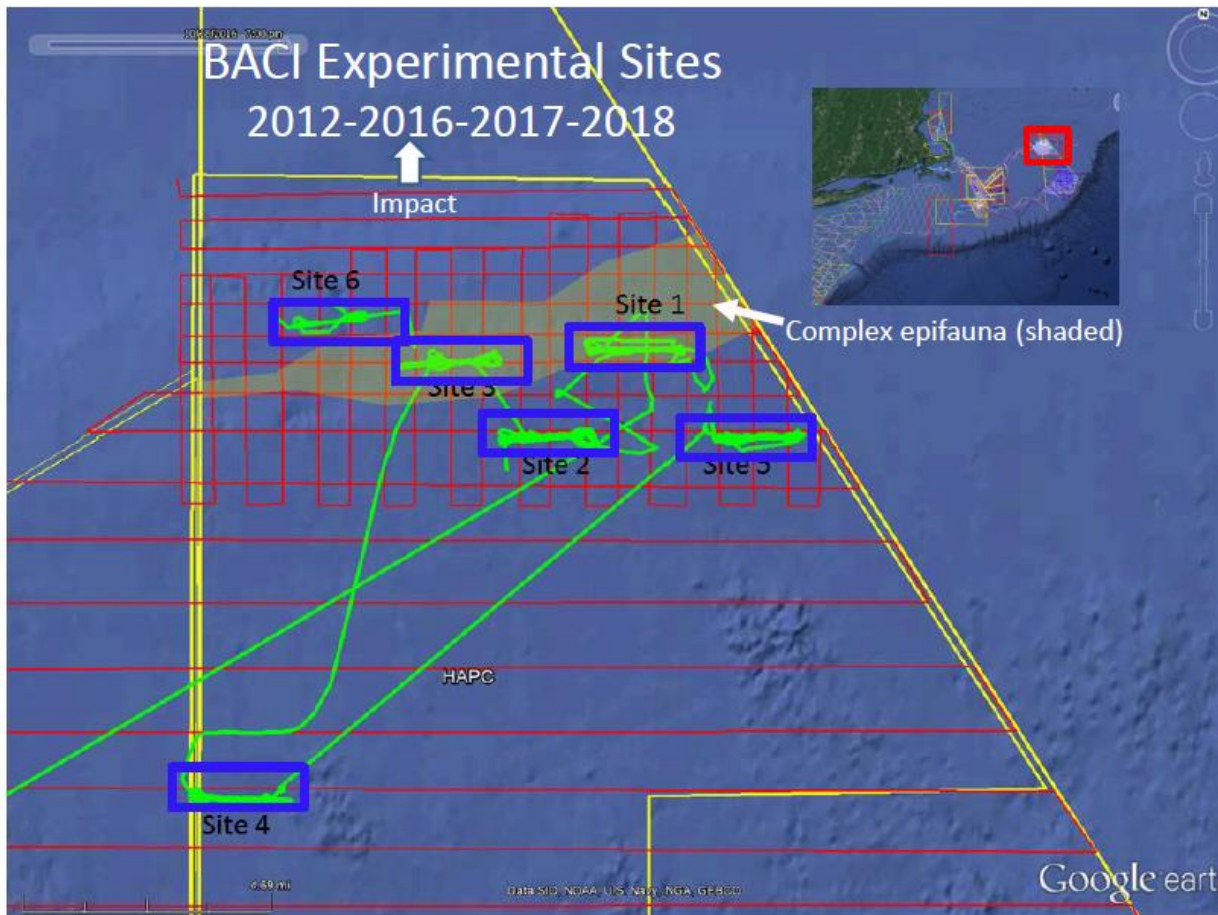 BACI Experimental Sites
2012-2016-2017-2018
Impact
Site 6
Site 1
Complex epifauna (shaded)
Site 3
Site 2
Site 5
HAPC
Site 4
Data SIO, NOAA, U.S. Navy, NGA, GEBCO
Google eart
N